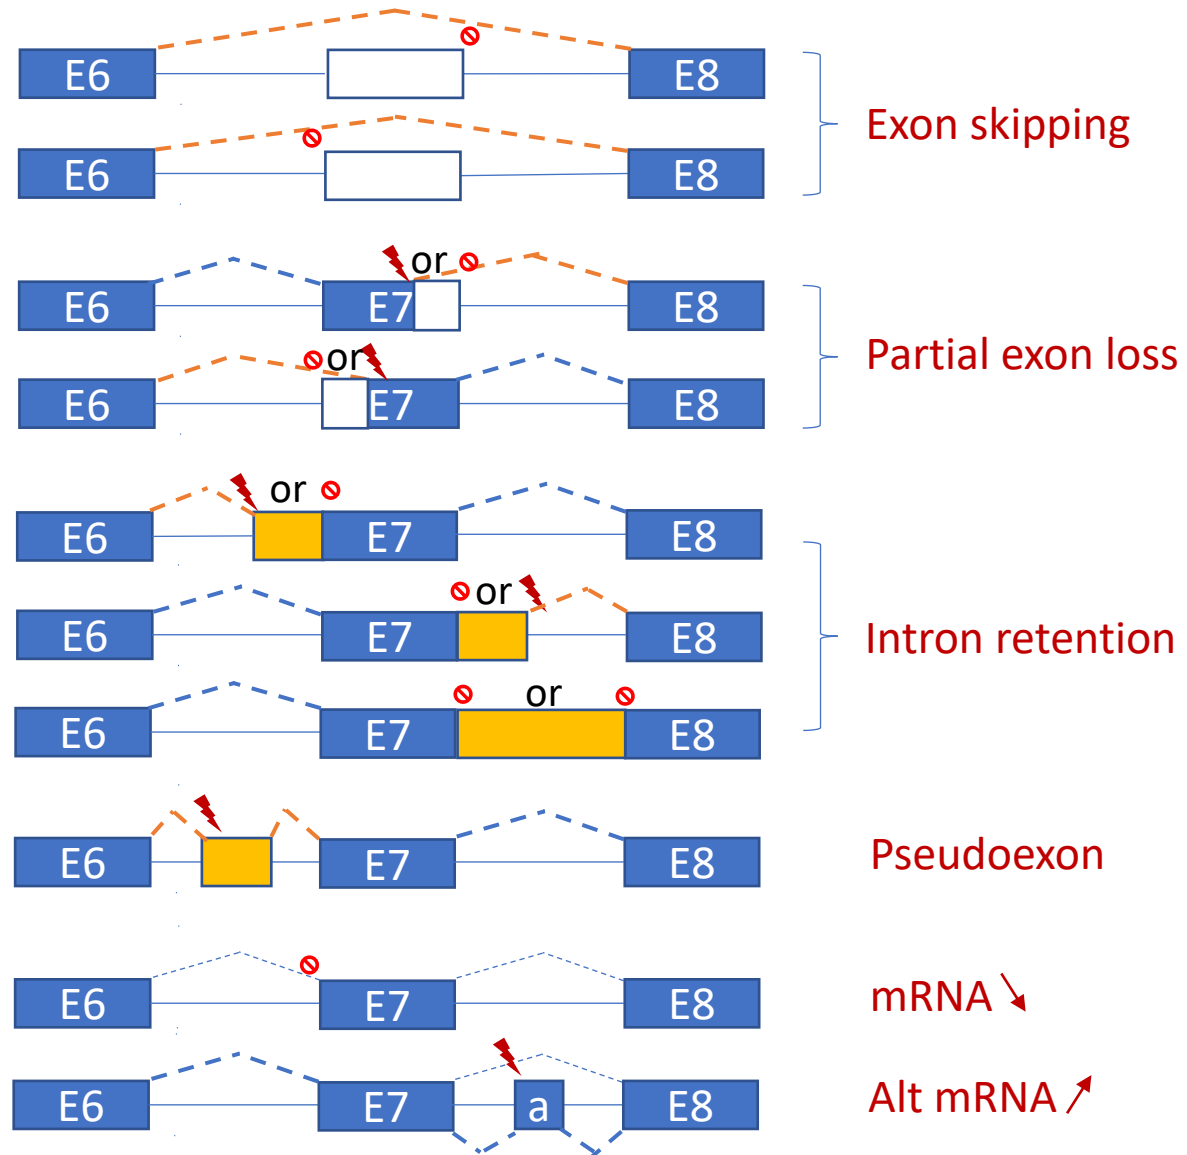 E6 E8
Exon skipping
E6 E8
or
E6 E7 E8
Partial exon loss
or
E6 E7 E8
or
E6 E7 E8
or
E6 E7 E8
Intron retention
or
E6 E7 E8
E6 E7 E8
Pseudoexon
E6 E7 E8
mRNA
E6 E7 a E8
Alt mRNA